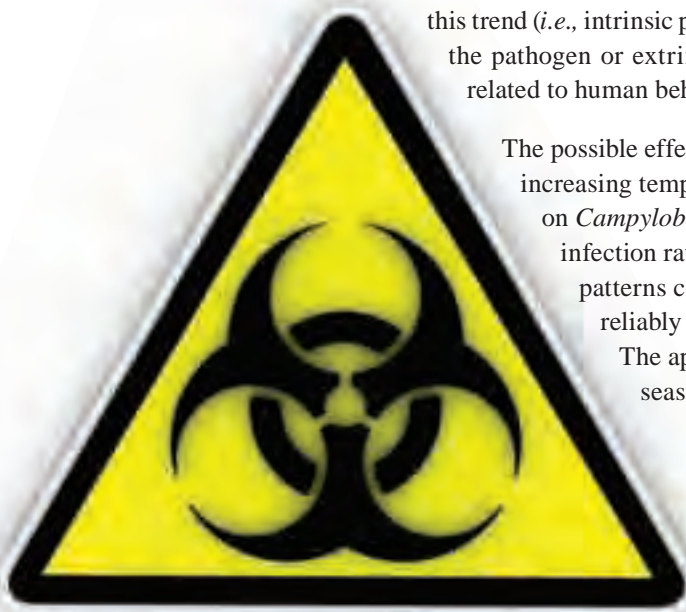 this trend (i.e., intrinsic p
the pathogen or extri
related to human beh
The possible effe
increasing temp
on Campylob
infection ra
patterns c
reliably
The ap
seas